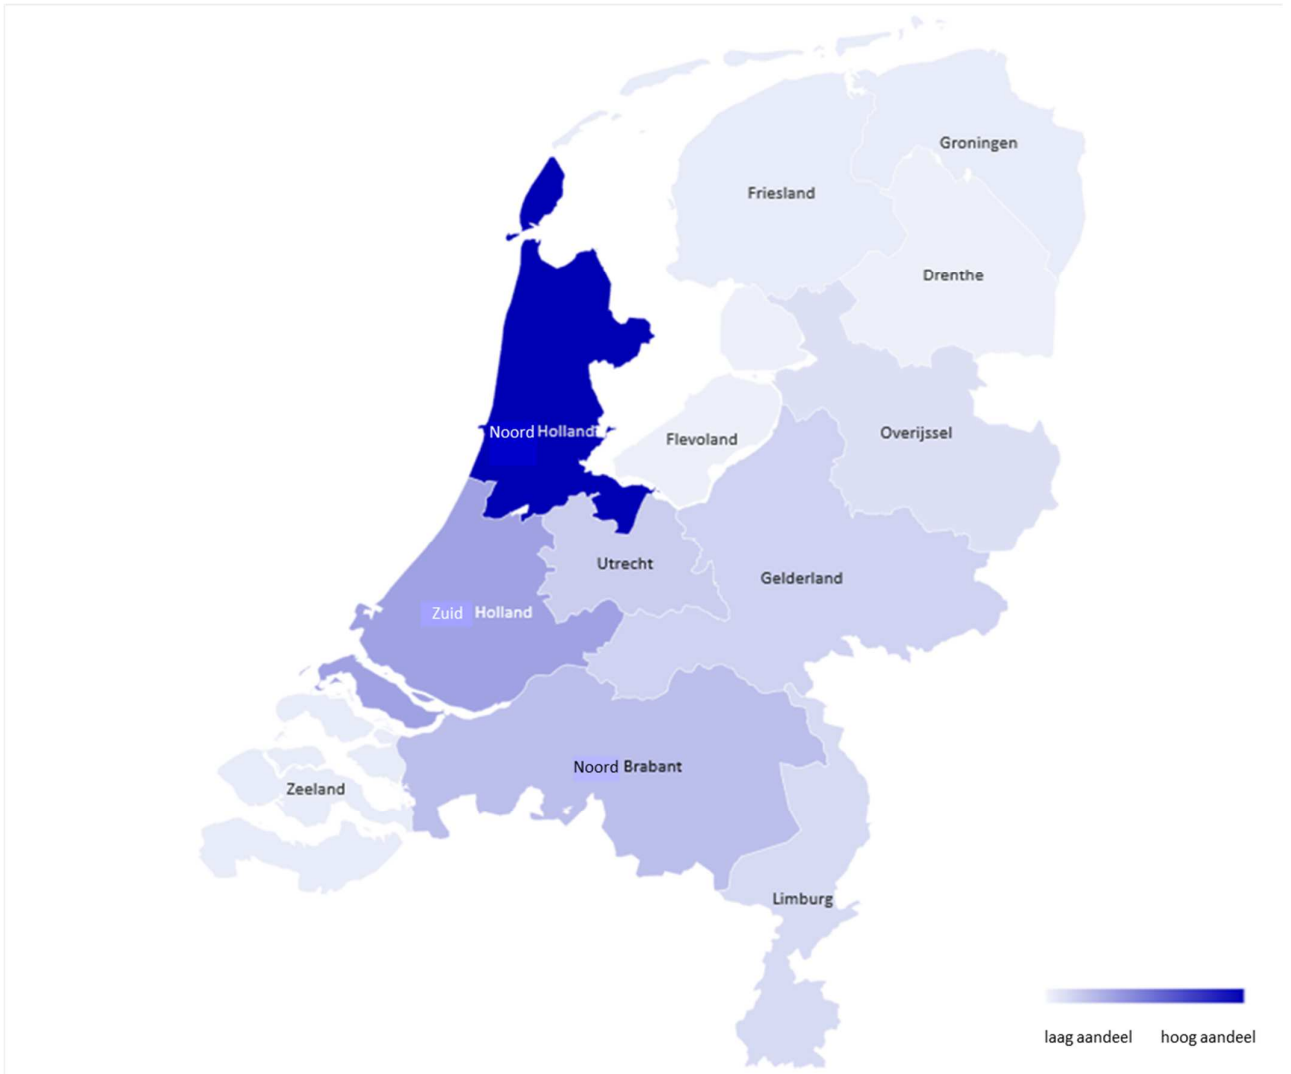 Groningen
Friesland
Drenthe
Noord Holland
Flevoland
Overijssel
Utrecht
Gelderland
Zuid Holland
Noord Brabant
Zeeland
Limburg
laag aandeel hoog aandeel